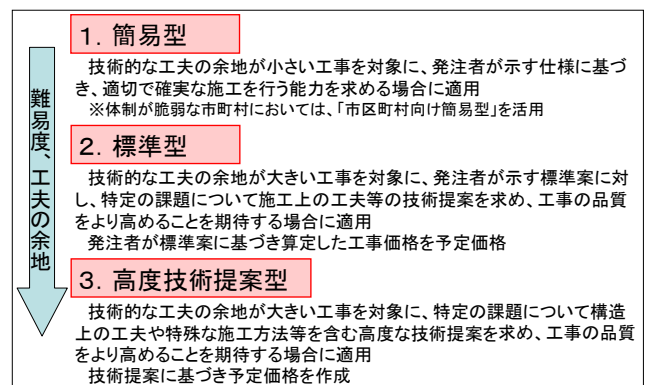 難易度、工夫の余地
1. 簡易型
技術的な工夫の余地が小さい工事を対象に、発注者が示す仕様に基づ
き、適切で確実な施工を行う能力を求める場合に適用
※体制が脆弱な市町村においては、「市区町村向け簡易型」を活用
2. 標準型
技術的な工夫の余地が大きい工事を対象に、発注者が示す標準案に対
し、特定の課題について施工上の工夫等の技術提案を求め、工事の品質
をより高めることを期待する場合に適用
発注者が標準案に基づき算定した工事価格を予定価格
3. 高度技術提案型
技術的な工夫の余地が大きい工事を対象に、特定の課題について構造
上の工夫や特殊な施工方法等を含む高度な技術提案を求め、工事の品質
をより高めることを期待する場合に適用
技術提案に基づき予定価格を作成